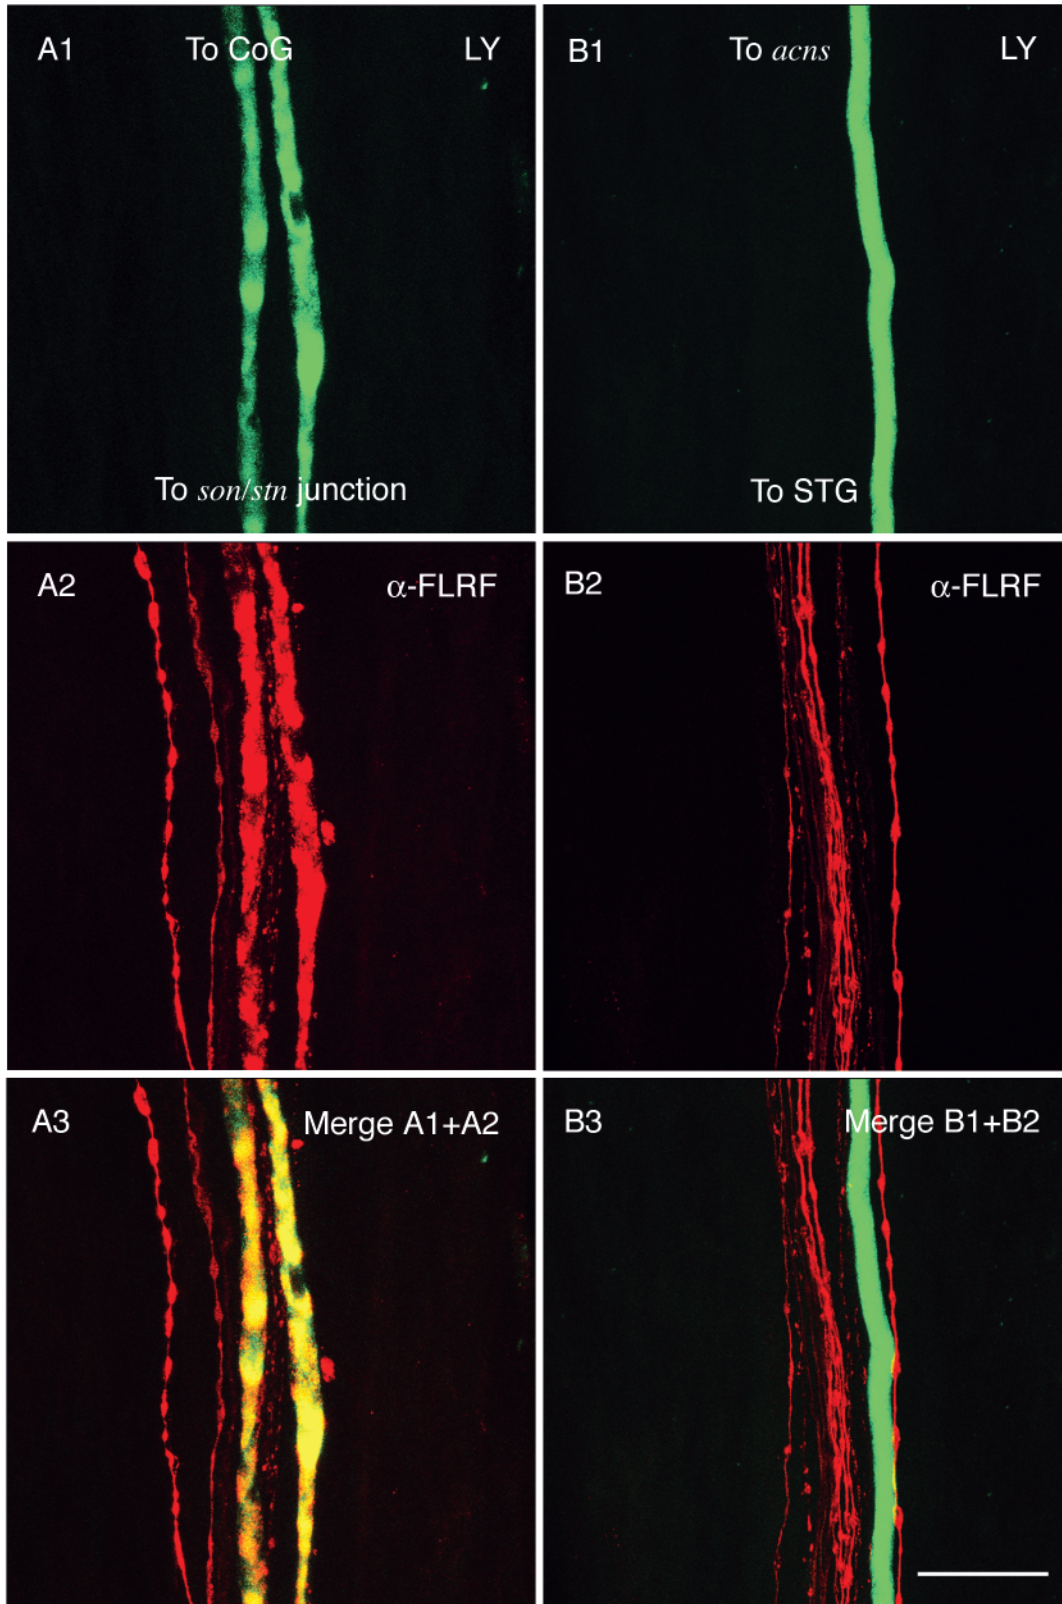 A1 To CoG LY
To son/stn junction
B1 To acns LY
To STG
A2 α-FLRF
B2 α-FLRF
A3 Merge A1+A2
B3 Merge B1+B2